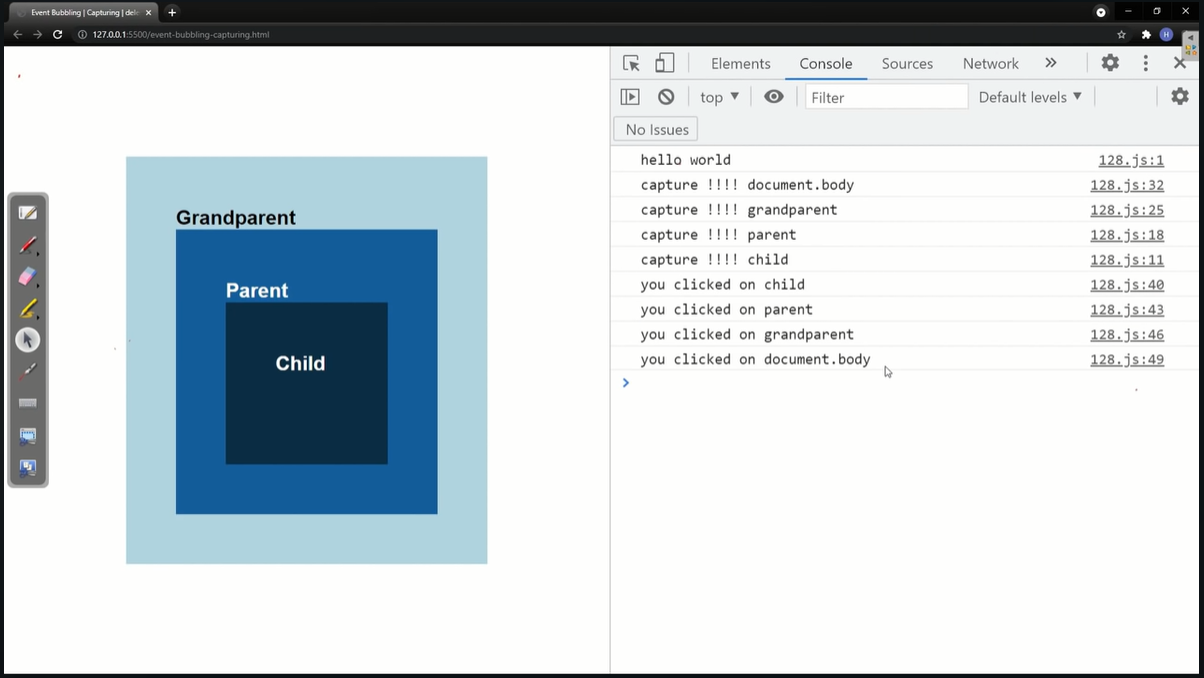 Event Bubbling | Capturing | dele
127.0.0.1:5500/event-bubbling-capturing.html
H
Elements Console Sources Network
top Filter Default levels
No Issues
hello world 128.js:1
capture !!!! document.body 128.js:32
capture !!!! grandparent 128.js:25
capture !!!! parent 128.js:18
capture !!!! child 128.js:11
you clicked on child 128.js:40
you clicked on parent 128.js:43
you clicked on grandparent 128.js:46
you clicked on document.body 128.js:49
Grandparent
Parent
Child